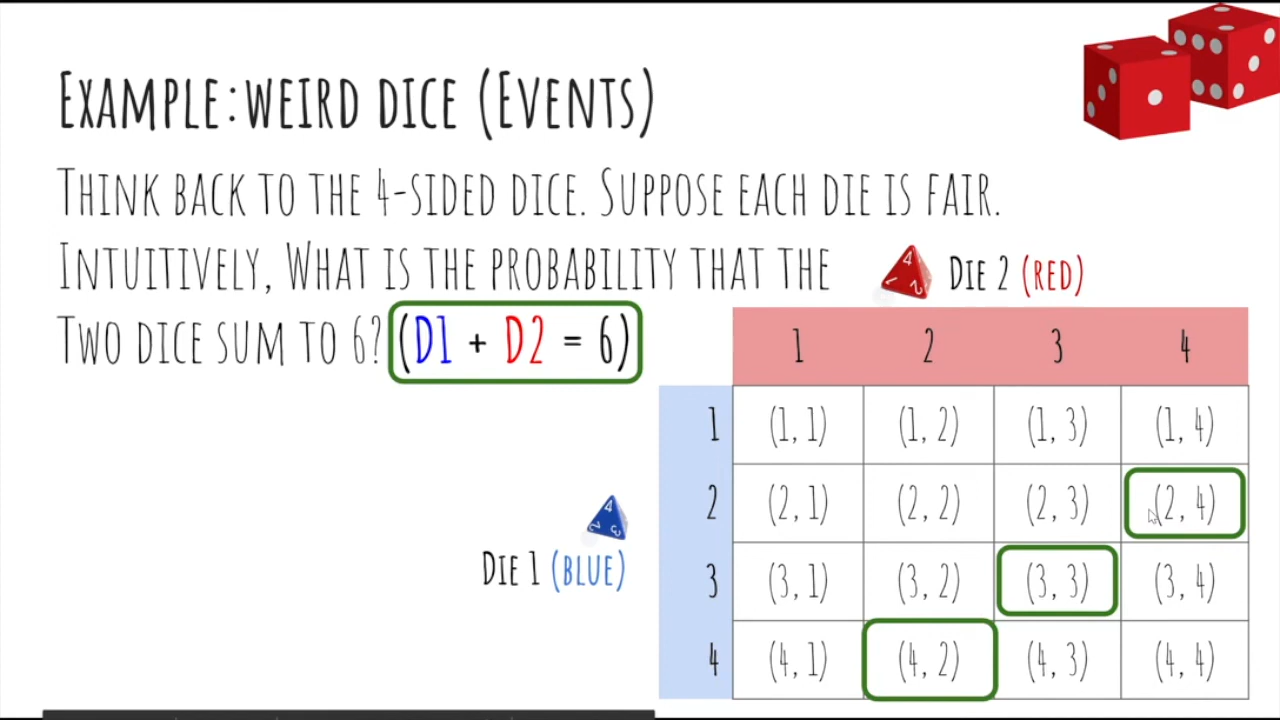 Example: weird dice (Events)
Think back to the 4-sided dice. Suppose each die is fair.
Intuitively, What is the probability that the
Two dice sum to 6? (D1 + D2 = 6)
Die 2 (red)
1 2 3 4
1 (1, 1) (1, 2) (1, 3) (1, 4)
2 (2, 1) (2, 2) (2, 3) (2, 4)
3 (3, 1) (3, 2) (3, 3) (3, 4)
4 (4, 1) (4, 2) (4, 3) (4, 4)
Die 1 (blue)